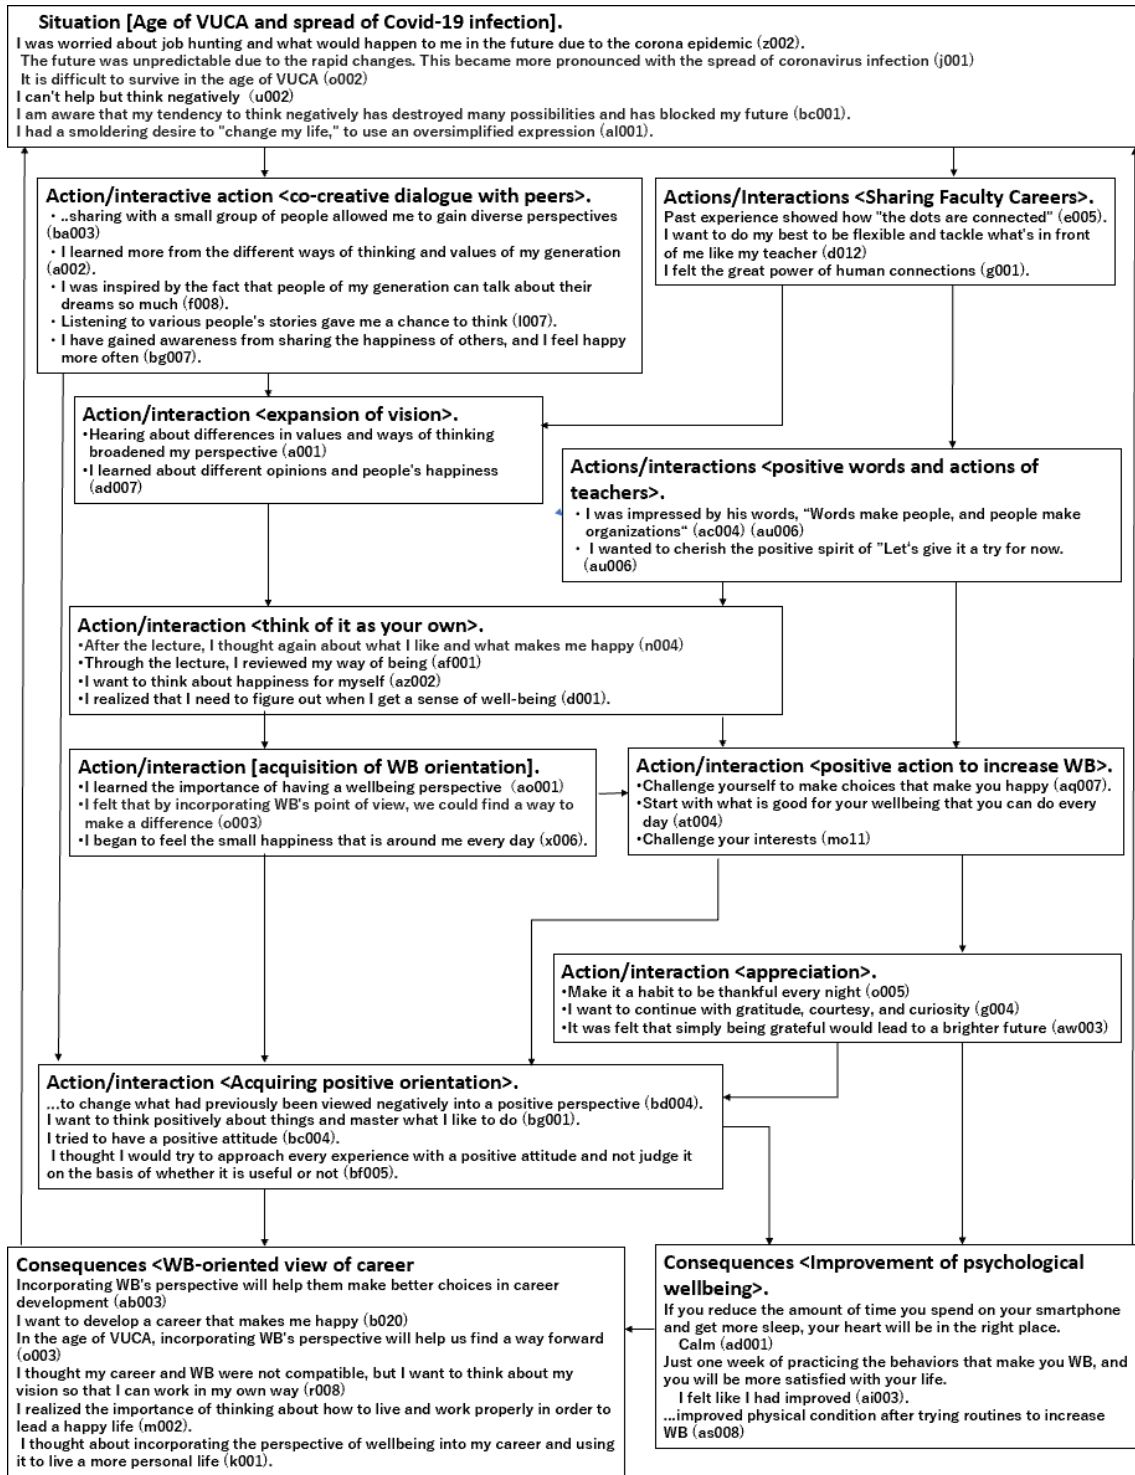 Situation [Age of VUCA and spread of Covid-19 infection].
I was worried about job hunting and what would happen to me in the future due to the corona epidemic (z002).
The future was unpredictable due to the rapid changes. This became more pronounced with the spread of coronavirus infection (j001)
It is difficult to survive in the age of VUCA (o002)
I can't help but think negatively (u002)
I am aware that my tendency to think negatively has destroyed many possibilities and has blocked my future (bc001).
I had a smoldering desire to "change my life," to use an oversimplified expression (al001).
Action/interactive action <co-creative dialogue with peers>.
・ ..sharing with a small group of people allowed me to gain diverse perspectives
(ba003)
・I learned more from the different ways of thinking and values of my generation
(a002).
・I was inspired by the fact that people of my generation can talk about their
dreams so much (f008).
・Listening to various people's stories gave me a chance to think (l007).
・I have gained awareness from sharing the happiness of others, and I feel happy
more often (bg007).
Actions/Interactions <Sharing Faculty Careers>.
Past experience showed how "the dots are connected" (e005).
I want to do my best to be flexible and tackle what's in front
of me like my teacher (d012)
I felt the great power of human connections (g001).
Action/interaction <expansion of vision>.
•Hearing about differences in values and ways of thinking
broadened my perspective (a001)
•I learned about different opinions and people's happiness
(ad007)
Actions/interactions <positive words and actions of
teachers>.
・ I was impressed by his words, “Words make people, and people make
organizations“ (ac004) (au006)
・ I wanted to cherish the positive spirit of ”Let's give it a try for now.
(au006)
Action/interaction <think of it as your own>.
•After the lecture, I thought again about what I like and what makes me happy (n004)
•Through the lecture, I reviewed my way of being (af001)
•I want to think about happiness for myself (az002)
•I realized that I need to figure out when I get a sense of well-being (d001).
Action/interaction [acquisition of WB orientation].
•I learned the importance of having a wellbeing perspective (ao001)
•I felt that by incorporating WB's point of view, we could find a way to
make a difference (o003)
•I began to feel the small happiness that is around me every day (x006).
Action/interaction <positive action to increase WB>.
•Challenge yourself to make choices that make you happy (aq007).
•Start with what is good for your wellbeing that you can do every
day (at004)
•Challenge your interests (mo11)
Action/interaction <appreciation>.
•Make it a habit to be thankful every night (o005)
•I want to continue with gratitude, courtesy, and curiosity (g004)
•It was felt that simply being grateful would lead to a brighter future (aw003)
Action/interaction <Acquiring positive orientation>.
...to change what had previously been viewed negatively into a positive perspective (bd004).
I want to think positively about things and master what I like to do (bg001).
I tried to have a positive attitude (bc004).
I thought I would try to approach every experience with a positive attitude and not judge it
on the basis of whether it is useful or not (bf005).
Consequences <WB-oriented view of career
Incorporating WB's perspective will help them make better choices in career
development (ab003)
I want to develop a career that makes me happy (b020)
In the age of VUCA, incorporating WB's perspective will help us find a way forward
(o003)
I thought my career and WB were not compatible, but I want to think about my
vision so that I can work in my own way (r008)
I realized the importance of thinking about how to live and work properly in order to
lead a happy life (m002).
I thought about incorporating the perspective of wellbeing into my career and using
it to live a more personal life (k001).
Consequences <Improvement of psychological
wellbeing>.
If you reduce the amount of time you spend on your smartphone
and get more sleep, your heart will be in the right place.
Calm (ad001)
Just one week of practicing the behaviors that make you WB, and
you will be more satisfied with your life.
I felt like I had improved (ai003).
...improved physical condition after trying routines to increase
WB (as008)